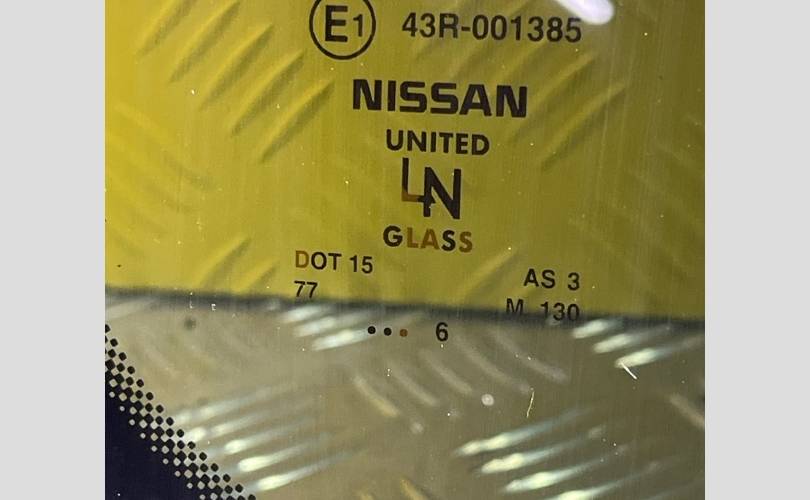 E1 43R-001385
NISSAN
UNITED
LN
GLASS
DOT 15 AS 3
77 M 130
••• 6